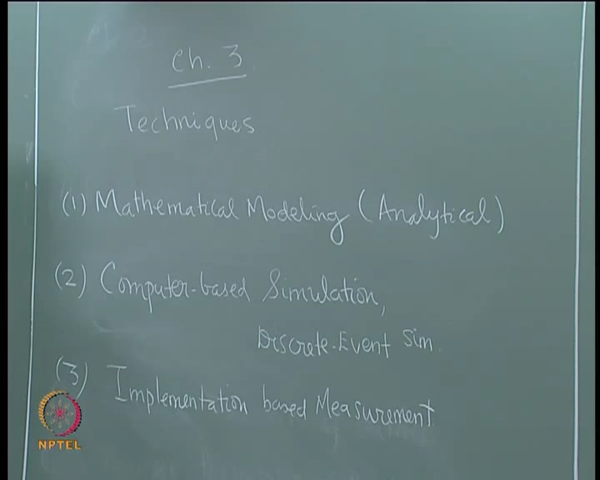 Ch. 3
Techniques
(1) Mathematical Modeling (Analytical)
(2) Computer-based Simulation,
Discrete-Event Sim.
(3) Implementation based Measurement
NPTEL